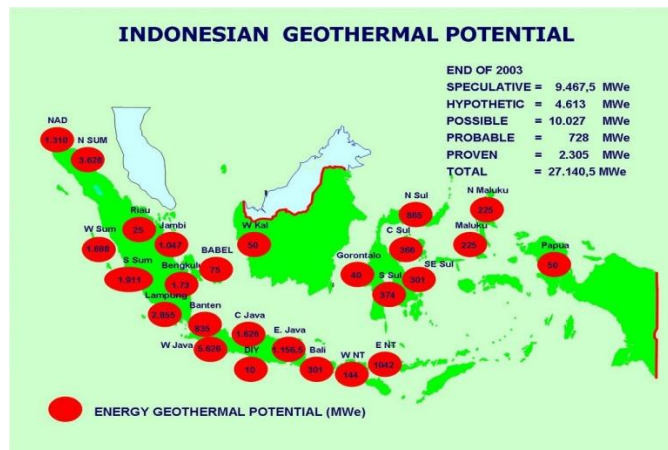 INDONESIAN GEOTHERMAL POTENTIAL
END OF 2003
SPECULATIVE = 9.467,5 MWe
HYPOTHETIC = 4.613 MWe
POSSIBLE = 10.027 MWe
PROBABLE = 728 MWe
PROVEN = 2.305 MWe
TOTAL = 27.140,5 MWe
NAD
1.310
N SUM
3.628
N Sul
865
N Maluku
225
Riau
25
Jambi
1.047
W Kal
50
C Sul
366
Maluku
225
W Sum
1.688
BABEL
75
Gorontalo
40
SE Sul
301
Papua
50
S Sum
1.911
Bengkulu
1.73
S Sul
374
Lampung
2.855
Banten
835
C Java
1.626
E. Java
1.156,5
W Java
5.626
DIY
10
Bali
301
W NT
144
E NT
1042
ENERGY GEOTHERMAL POTENTIAL (MWe)